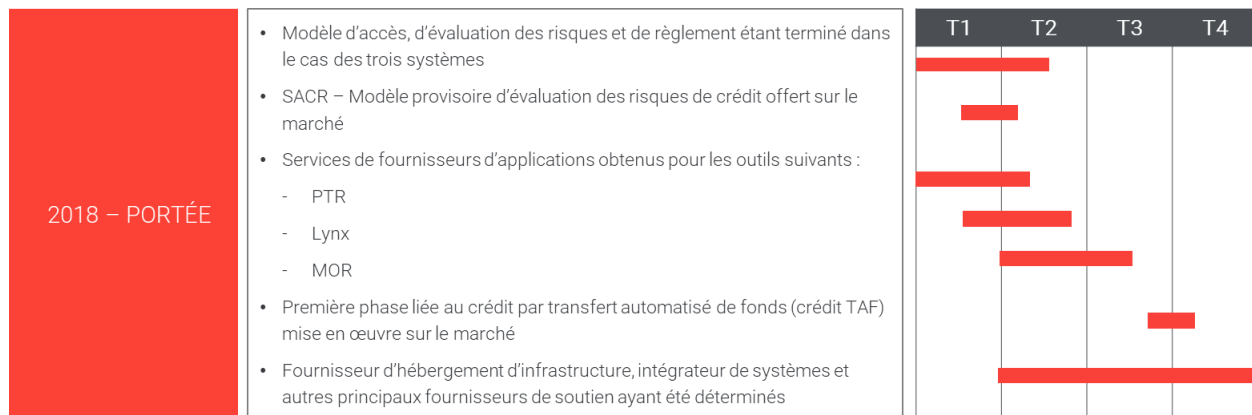 T1 T2 T3 T4
2018 – PORTÉE
• Modèle d'accès, d'évaluation des risques et de règlement étant terminé dans
le cas des trois systèmes
• SACR – Modèle provisoire d'évaluation des risques de crédit offert sur le
marché
• Services de fournisseurs d'applications obtenus pour les outils suivants :
- PTR
- Lynx
- MOR
• Première phase liée au crédit par transfert automatisé de fonds (crédit TAF)
mise en œuvre sur le marché
• Fournisseur d'hébergement d'infrastructure, intégrateur de systèmes et
autres principaux fournisseurs de soutien ayant été déterminés